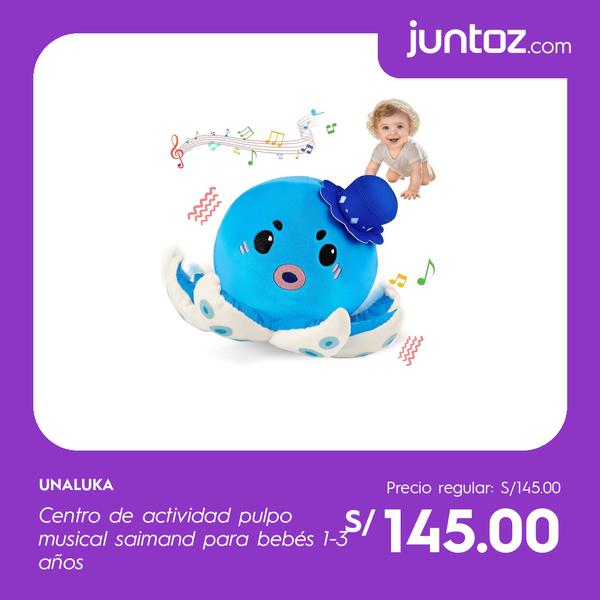 juntoz.com
UNALUKA
Centro de actividad pulpo
musical saimand para bebés 1-3
años
Precio regular: S/145.00
S/145.00